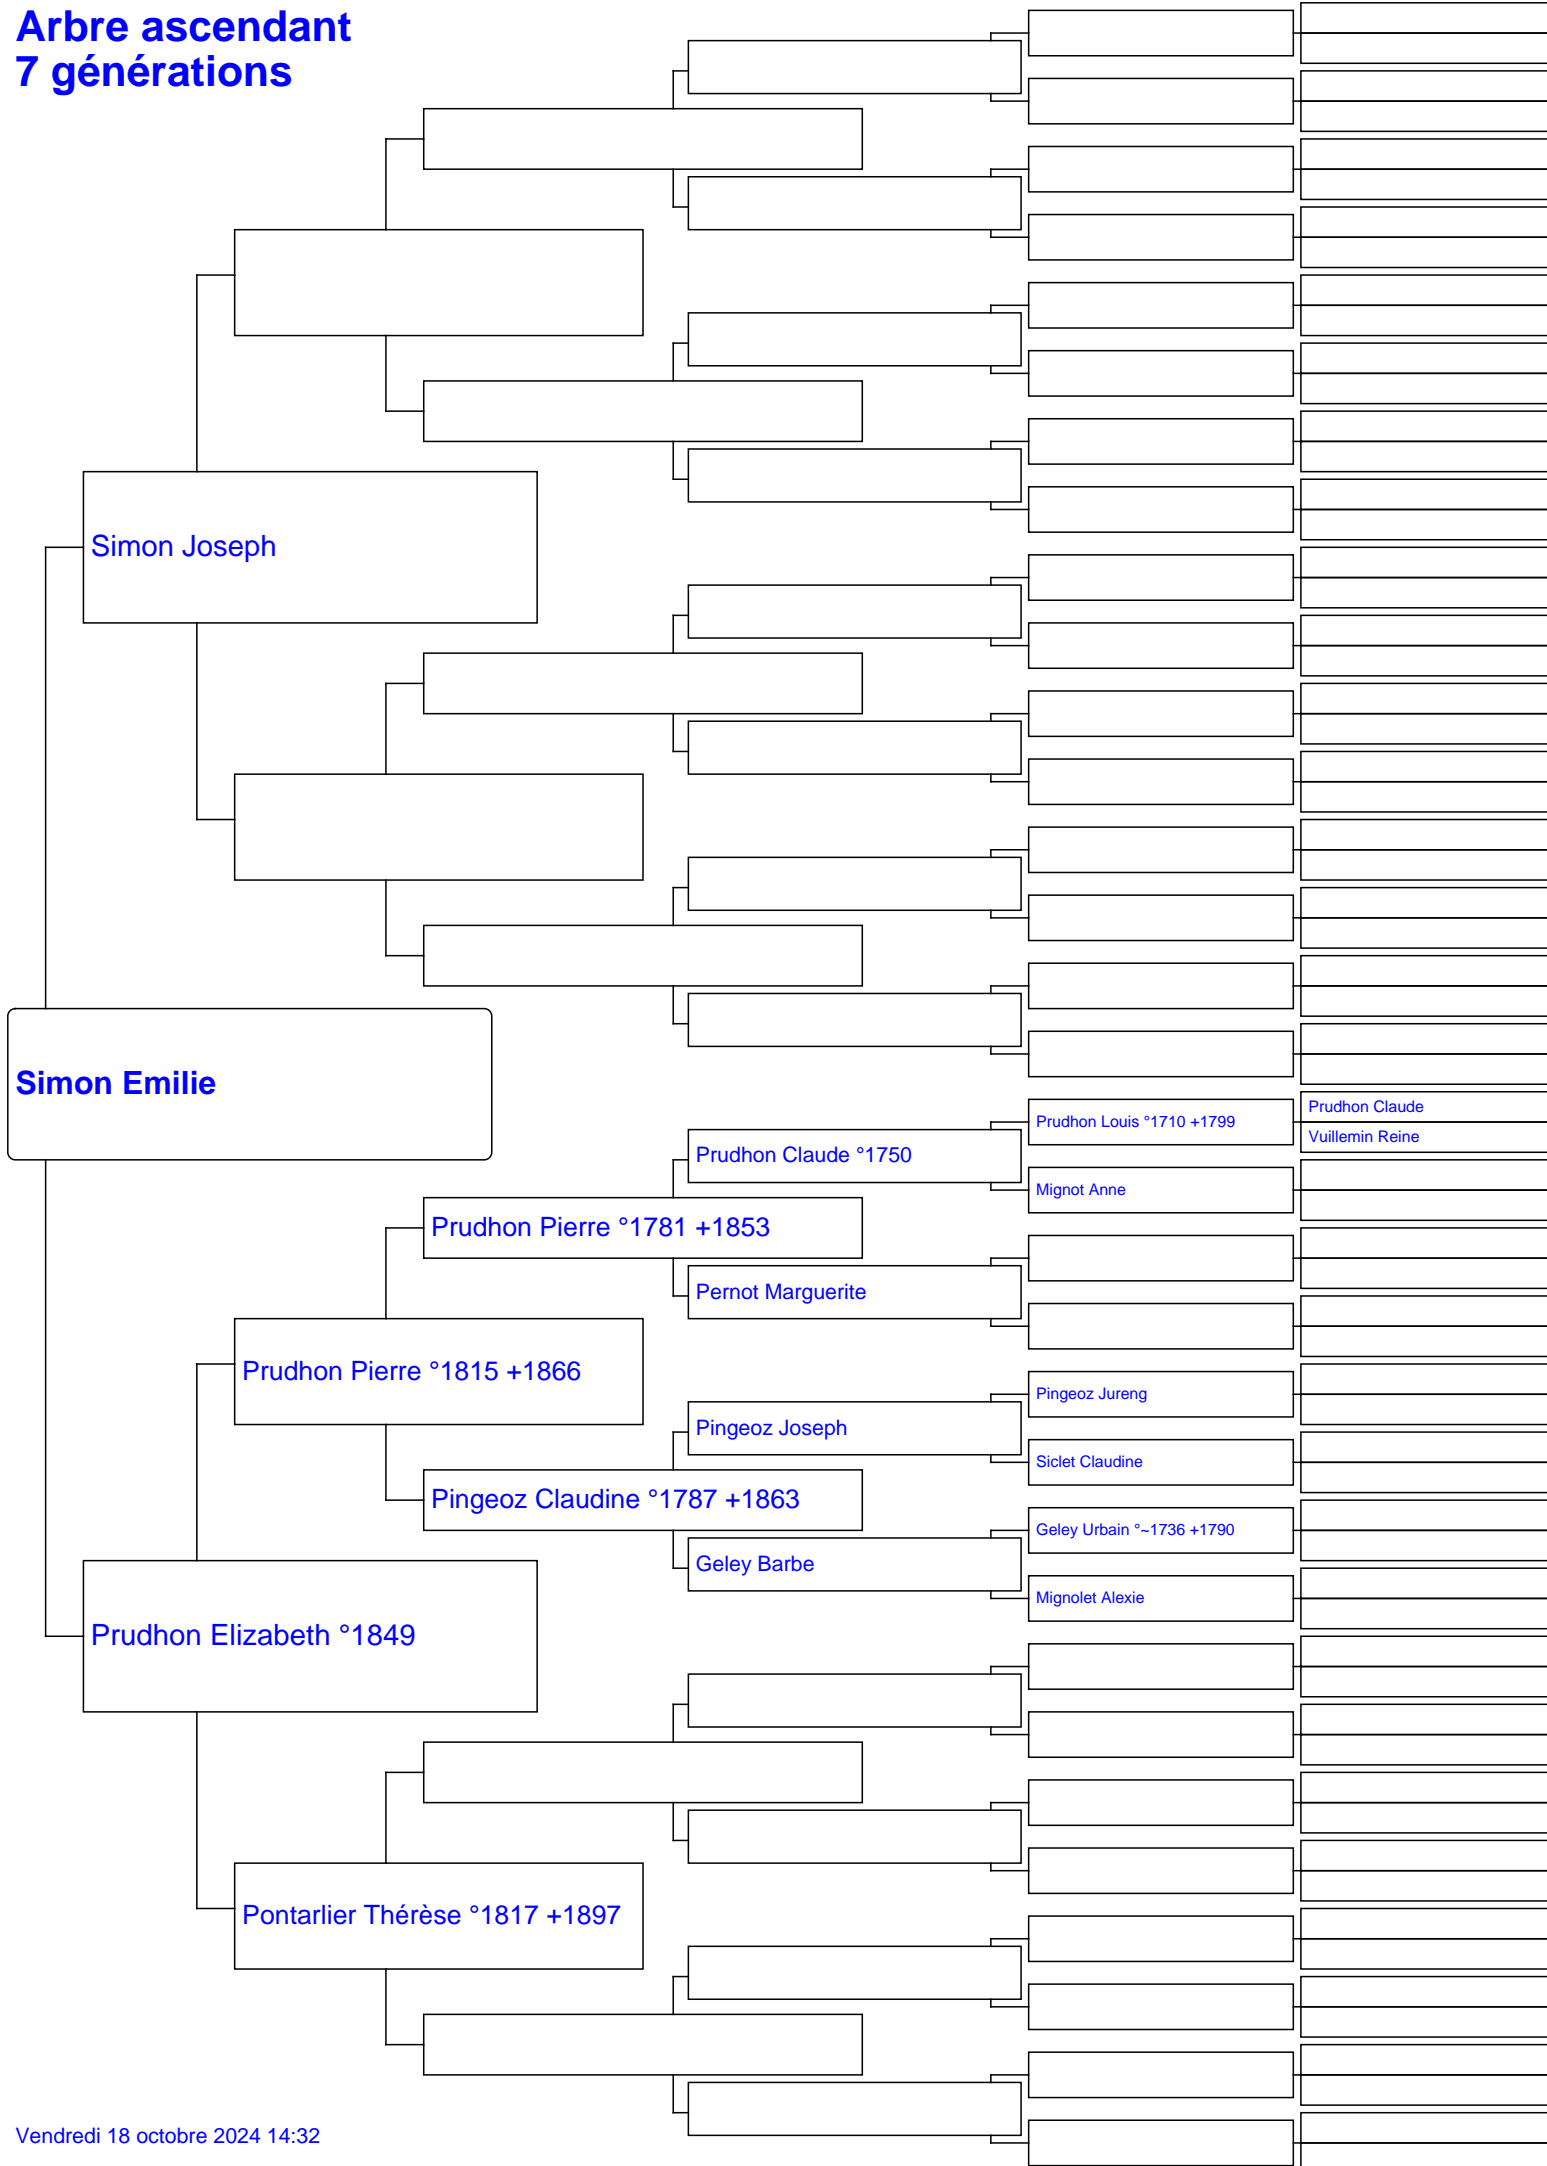 Arbre ascendant
7 générations
Simon Joseph
Simon Emilie
Prudhon Louis °1710 +1799
Prudhon Claude
Vuillemin Reine
Prudhon Claude °1750
Mignot Anne
Prudhon Pierre °1781 +1853
Pernot Marguerite
Prudhon Pierre °1815 +1866
Pingeoz Jureng
Pingeoz Joseph
Siclet Claudine
Pingeoz Claudine °1787 +1863
Geley Urbain °~1736 +1790
Geley Barbe
Mignolet Alexie
Prudhon Elizabeth °1849
Pontarlier Thérèse °1817 +1897
Vendredi 18 octobre 2024 14:32